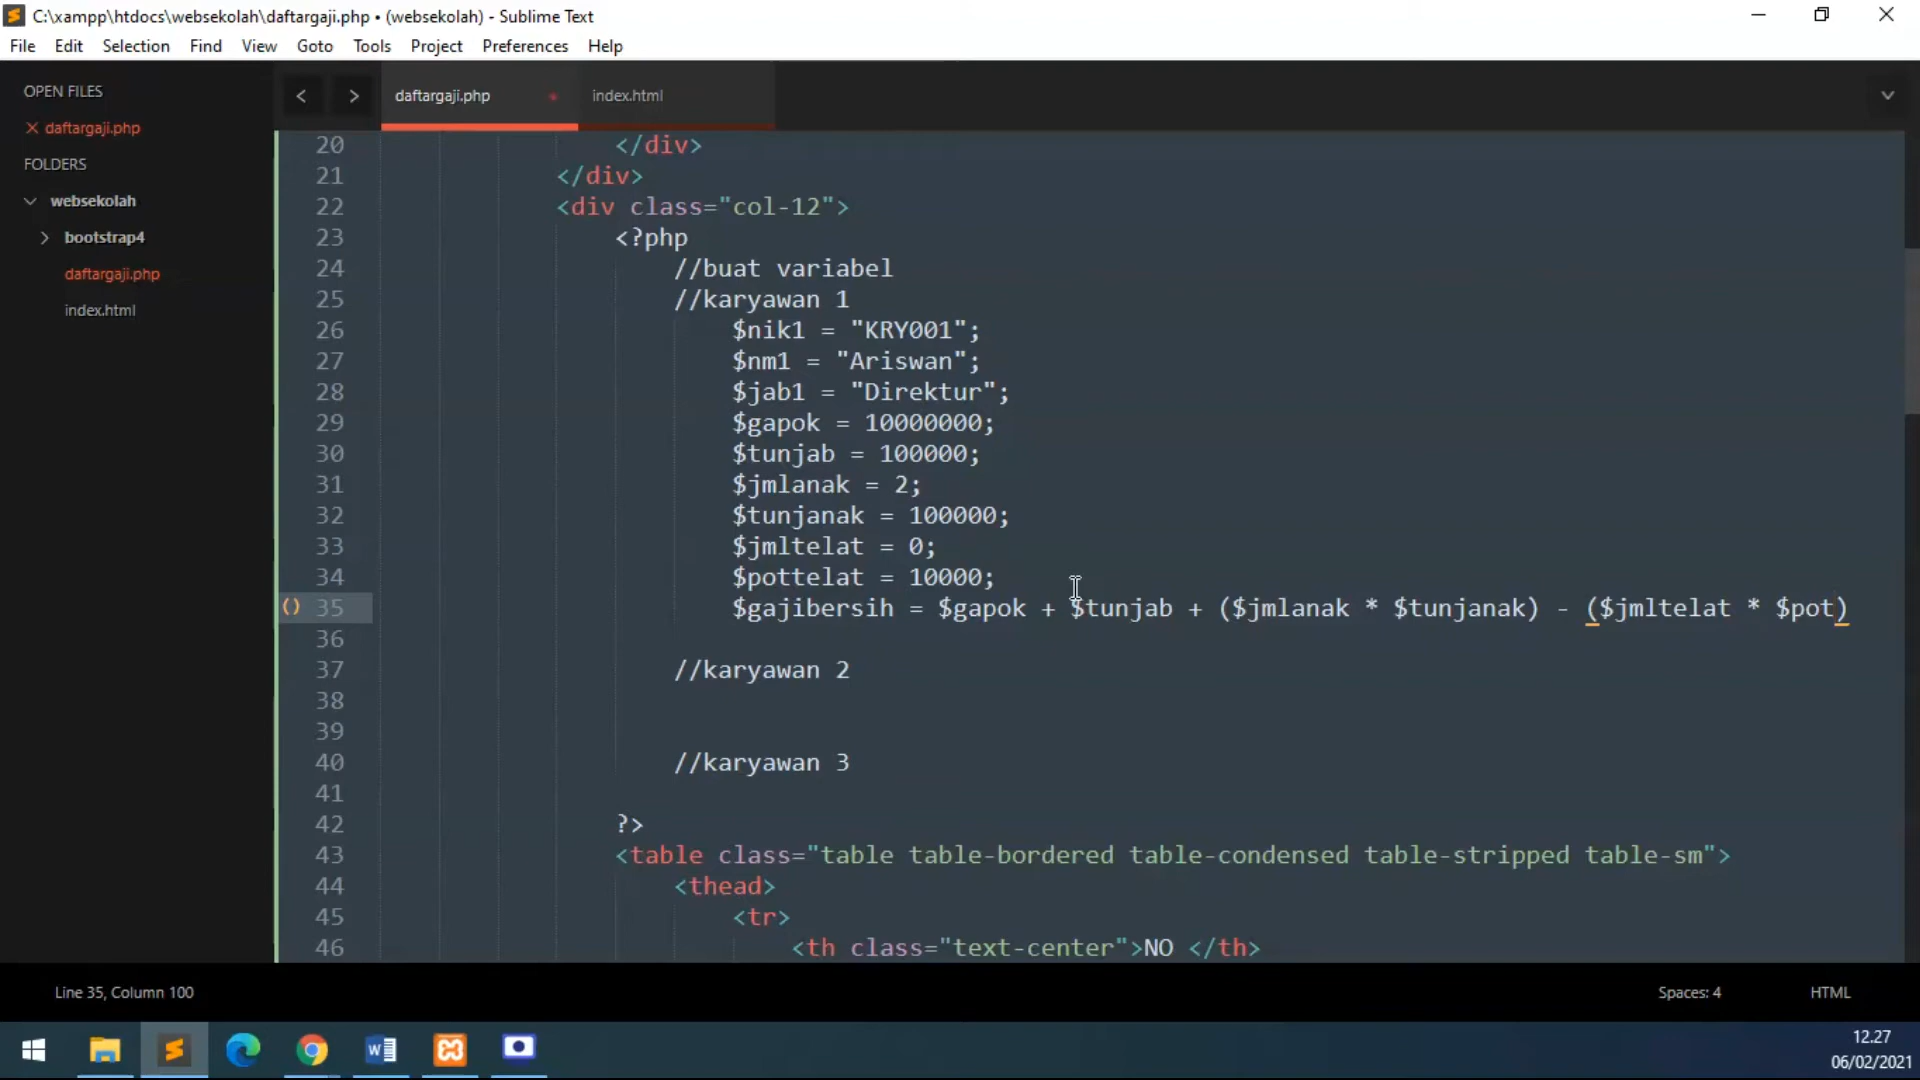 C:\xampp\htdocs\websekolah\daftargaji.php • (websekolah) - Sublime Text
File Edit Selection Find View Goto Tools Project Preferences Help
OPEN FILES
daftargaji.php
FOLDERS
websekolah
bootstrap4
daftargaji.php
index.html
daftargaji.php index.html
20 </div>
21 </div>
22 <div class="col-12">
23 <?php
24 //buat variabel
25 //karyawan 1
26 $nik1 = "KRY001";
27 $nm1 = "Ariswan";
28 $jab1 = "Direktur";
29 $gapok = 10000000;
30 $tunjab = 100000;
31 $jmlanak = 2;
32 $tunjanak = 100000;
33 $jmltelat = 0;
34 $pottelat = 10000;
35 $gajibersih = $gapok + $tunjab + ($jmlanak * $tunjanak) - ($jmltelat * $pot)
36
37 //karyawan 2
38
39
40 //karyawan 3
41
42 ?>
43 <table class="table table-bordered table-condensed table-stripped table-sm">
44 <thead>
45 <tr>
46 <th class="text-center">NO </th>
Line 35, Column 100 Spaces: 4 HTML
12.27
06/02/2021